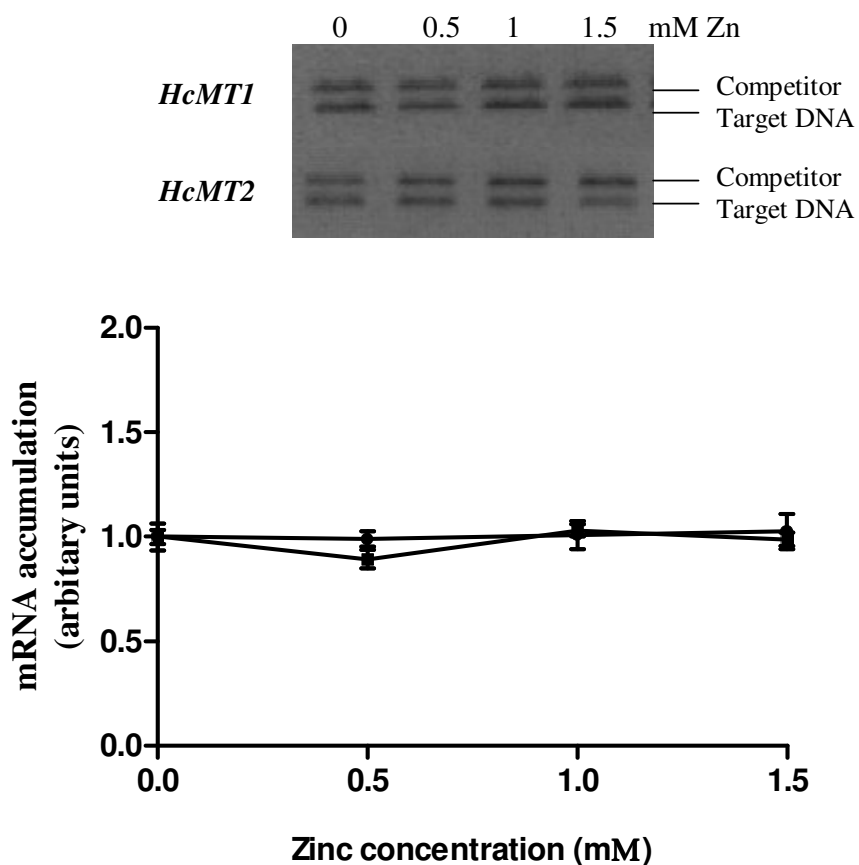 0 0.5 1 1.5 mM Zn
HcMT1
Competitor
Target DNA
HcMT2
Competitor
Target DNA
mRNA accumulation
(arbitary units)
2.0
1.5
1.0
0.5
0.0
0.0 0.5 1.0 1.5
Zinc concentration (mM)